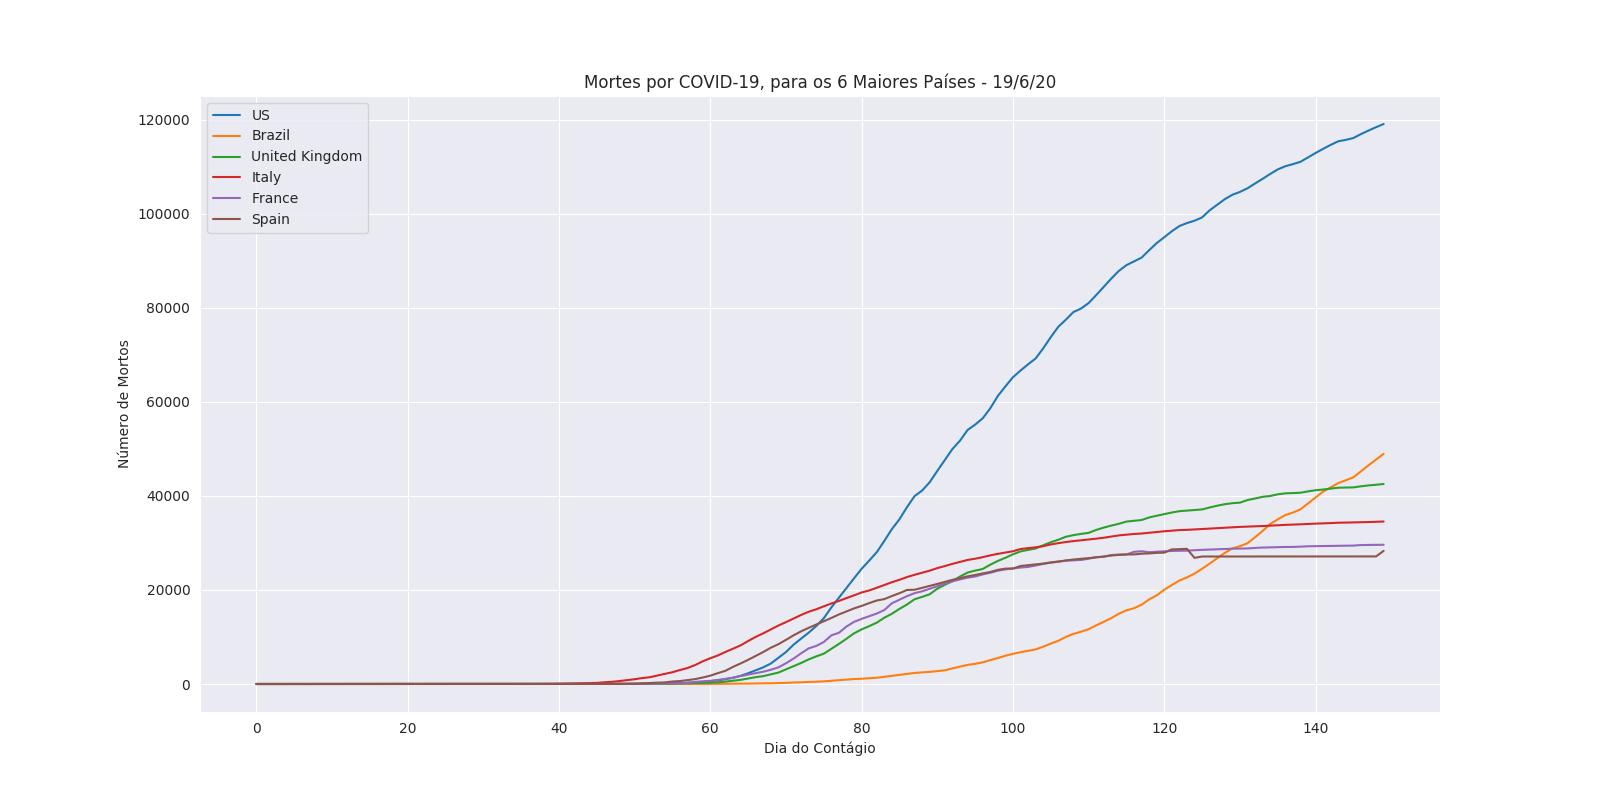 Mortes por COVID-19, para os 6 Maiores Países - 19/6/20
US
Brazil
United Kingdom
Italy
France
Spain
120000
100000
80000
60000
40000
20000
0
Número de Mortos
0 20 40 60 80 100 120 140
Dia do Contágio